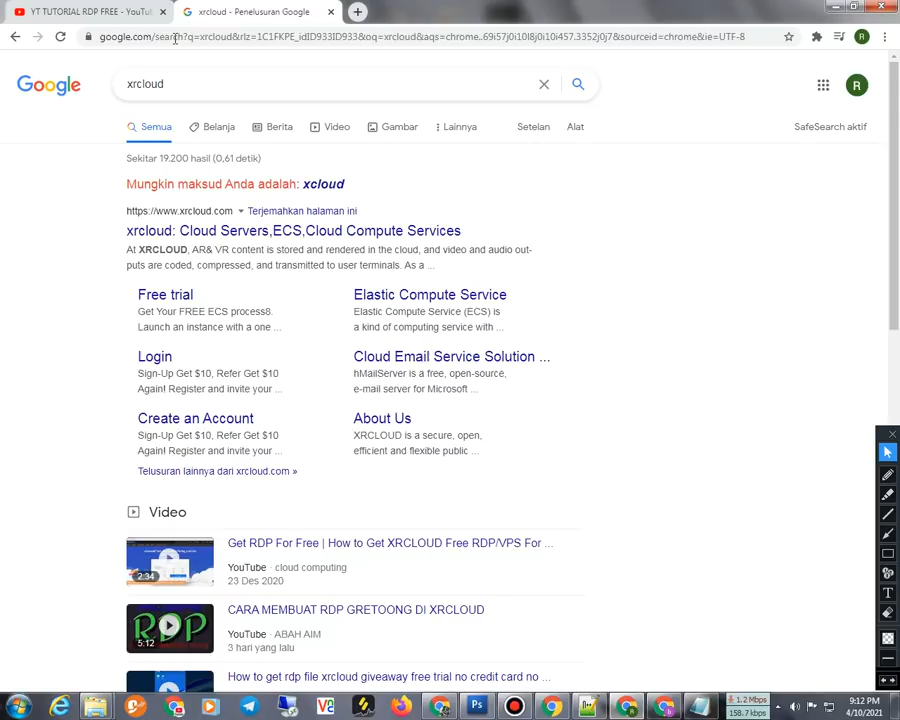 YT TUTORIAL RDP FREE - YouTu
xrcloud - Penelusuran Google
google.com/search?q=xrcloud&rlz=1C1FKPE_idID933ID933&oq=xrcloud&aqs=chrome..69i57j0i10l8j0i10i457.3352j0j7&sourceid=chrome&ie=UTF-8
R
Google
xrcloud
R
Semua
Belanja
Berita
Video
Gambar
Lainnya
Setelan
Alat
SafeSearch aktif
Sekitar 19.200 hasil (0,61 detik)
Mungkin maksud Anda adalah: xcloud
https://www.xrcloud.com Terjemahkan halaman ini
xrcloud: Cloud Servers,ECS,Cloud Compute Services
At XRCLOUD, AR& VR content is stored and rendered in the cloud, and video and audio out-
puts are coded, compressed, and transmitted to user terminals. As a ...
Free trial
Get Your FREE ECS process8.
Launch an instance with a one ...
Elastic Compute Service
Elastic Compute Service (ECS) is
a kind of computing service with ...
Login
Sign-Up Get $10, Refer Get $10
Again! Register and invite your ...
Cloud Email Service Solution ...
hMailServer is a free, open-source,
e-mail server for Microsoft ...
Create an Account
Sign-Up Get $10, Refer Get $10
Again! Register and invite your ...
About Us
XRCLOUD is a secure, open,
efficient and flexible public ...
Telusuran lainnya dari xrcloud.com »
Video
2:34
Get RDP For Free | How to Get XRCLOUD Free RDP/VPS For ...
YouTube · cloud computing
23 Des 2020
RDP
5:12
CARA MEMBUAT RDP GRETOONG DI XRCLOUD
YouTube · ABAH AIM
3 hari yang lalu
How to get rdp file xrcloud giveaway free trial no credit card no ...
T
Ps
1.2 Mbps
158.7 kbps
9:12 PM
4/10/2021